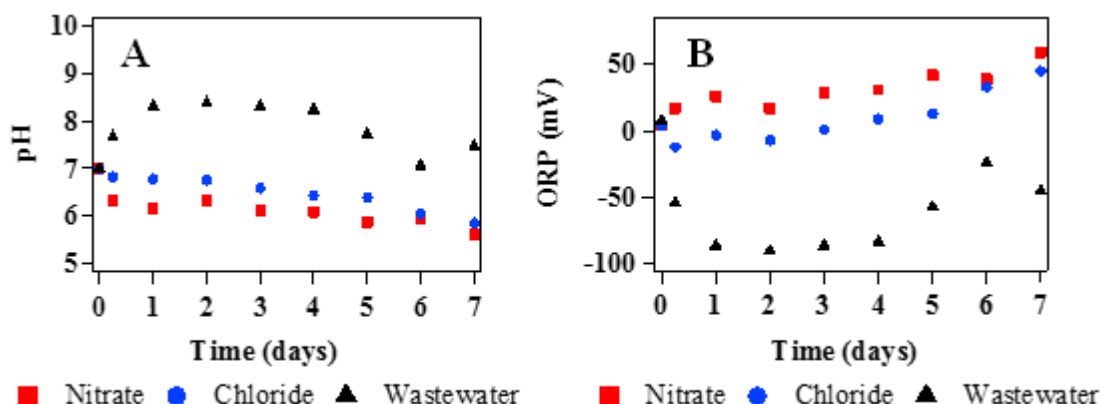 A
pH
10
9
8
7
6
5
0 1 2 3 4 5 6 7
Time (days)
Nitrate Chloride Wastewater
B
ORP (mV)
50
0
-50
-100
0 1 2 3 4 5 6 7
Time (days)
Nitrate Chloride Wastewater